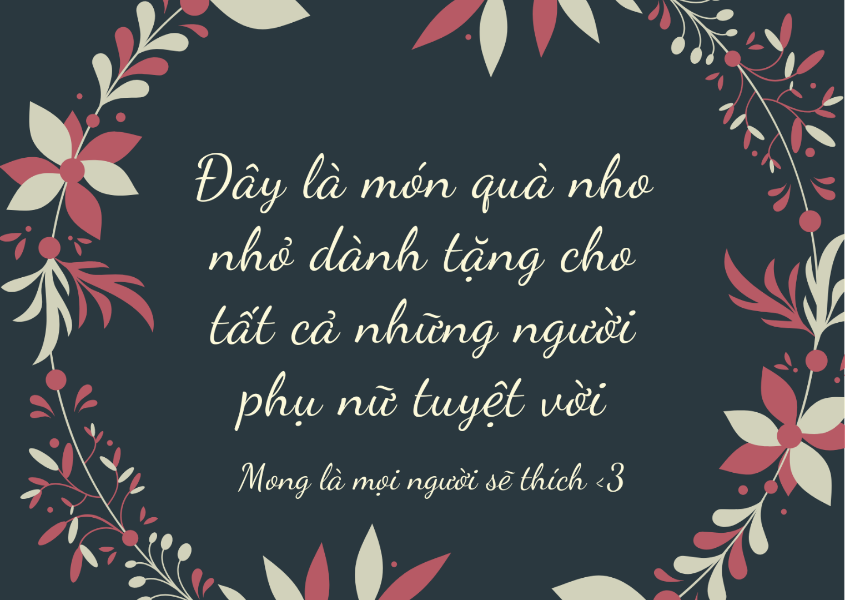 Đây là món quà nho
nhỏ dành tặng cho
tất cả những người
phụ nữ tuyệt vời
Mong là mọi người sẽ thích <3